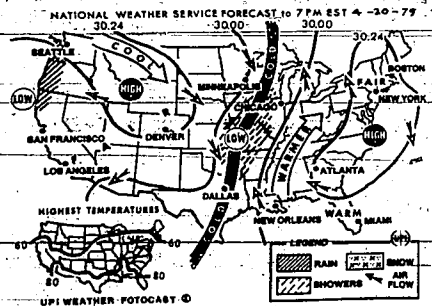 NATIONAL WEATHER SERVICE FORECAST to 7 PM EST 4-20-75
30.24
30.00
30.00
30.24
SEATTLE
COOL
COLD
MINNEAPOLIS
FAIR
BOSTON
NEW YORK
LOW
HIGH
CHICAGO
HIGH
SAN FRANCISCO
DENVER
LOW
WARMER
LOS ANGELES
ATLANTA
DALLAS
COLD
NEW ORLEANS
WARM
MIAMI
HIGHEST TEMPERATURES
60
60
80
80
LEGEND
RAIN
SNOW
SHOWERS
AIR FLOW
UPI WEATHER FOTOCAST ©